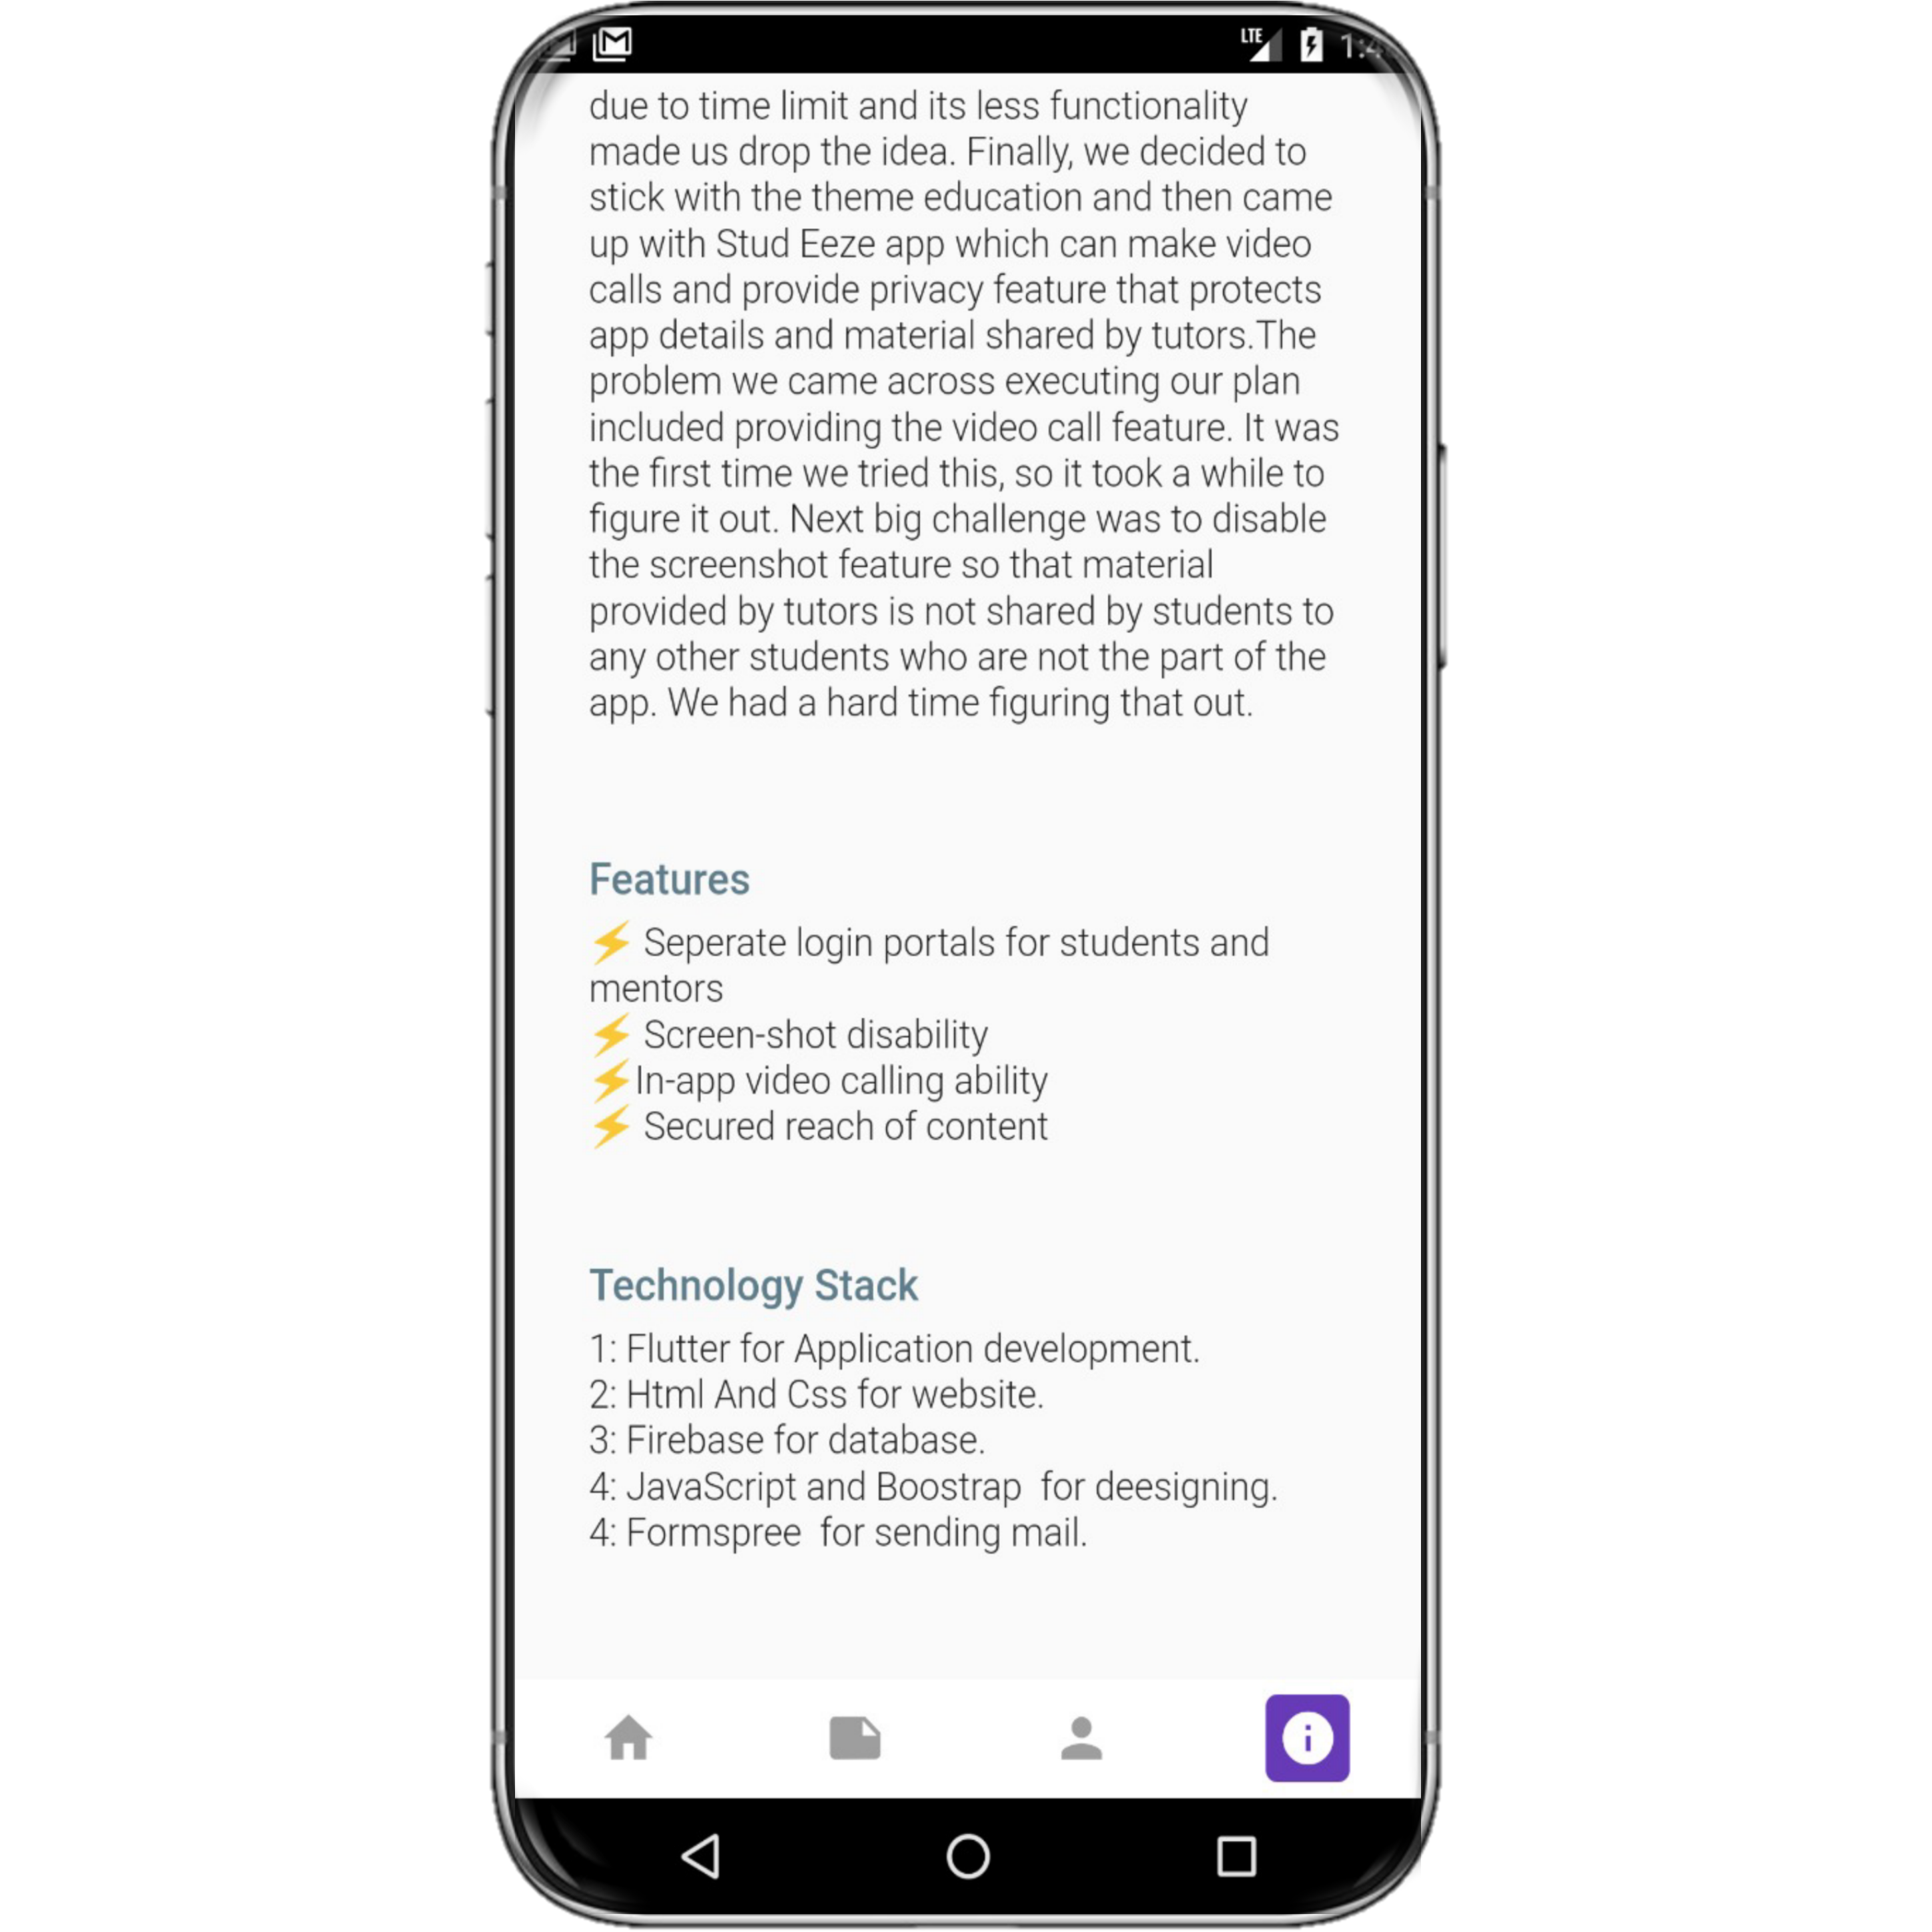 LTE
due to time limit and its less functionality
made us drop the idea. Finally, we decided to
stick with the theme education and then came
up with Stud Eeze app which can make video
calls and provide privacy feature that protects
app details and material shared by tutors.The
problem we came across executing our plan
included providing the video call feature. It was
the first time we tried this, so it took a while to
figure it out. Next big challenge was to disable
the screenshot feature so that material
provided by tutors is not shared by students to
any other students who are not the part of the
app. We had a hard time figuring that out.
Features
⚡ Seperate login portals for students and
mentors
⚡ Screen-shot disability
⚡In-app video calling ability
⚡ Secured reach of content
Technology Stack
1: Flutter for Application development.
2: Html And Css for website.
3: Firebase for database.
4: JavaScript and Boostrap  for deesigning.
4: Formspree  for sending mail.